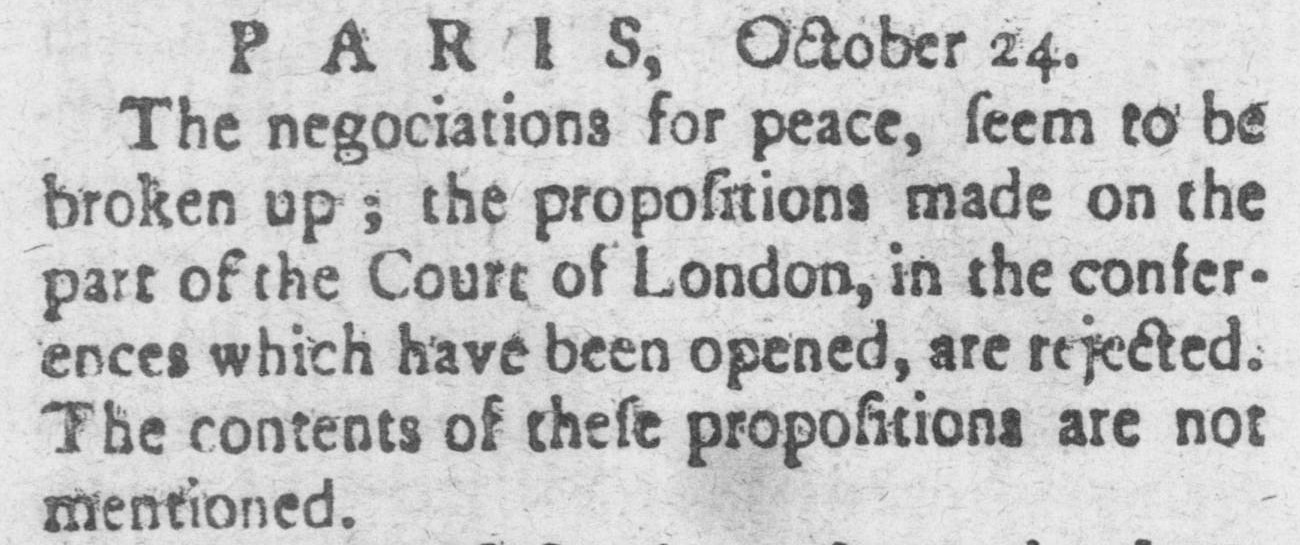 PARIS, October 24.
The negociations for peace, ſeem to be
broken up; the propoſitions made on the
part of the Court of London, in the confer-
ences which have been opened, are rejected.
The contents of theſe propoſitions are not
mentioned.